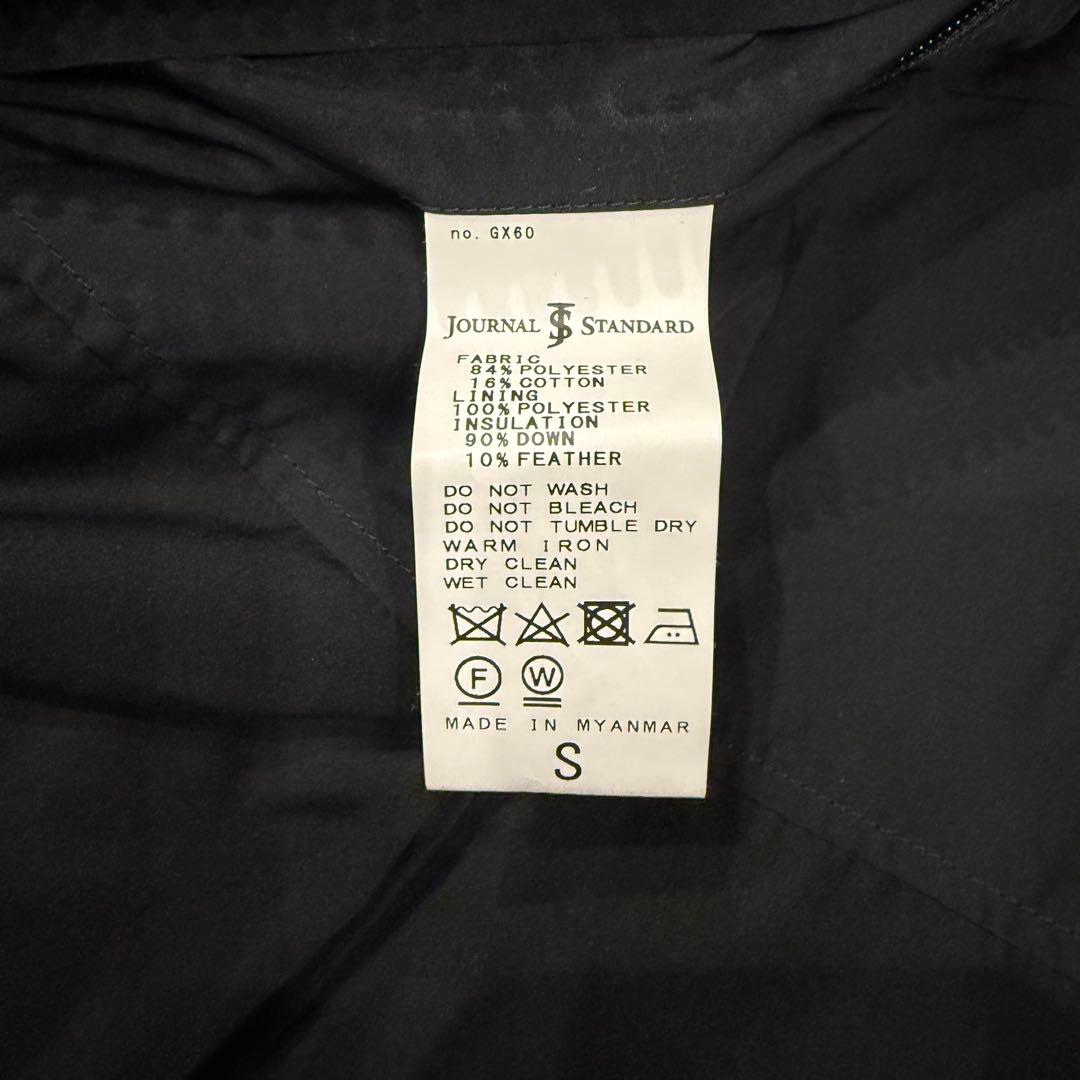 no. GX60
JOURNAL JS STANDARD
FABRIC
84% POLYESTER
16% COTTON
LINING
100% POLYESTER
INSULATION
90% DOWN
10% FEATHER
DO NOT WASH
DO NOT BLEACH
DO NOT TUMBLE DRY
WARM IRON
DRY CLEAN
WET CLEAN
F W
MADE IN MYANMAR
S